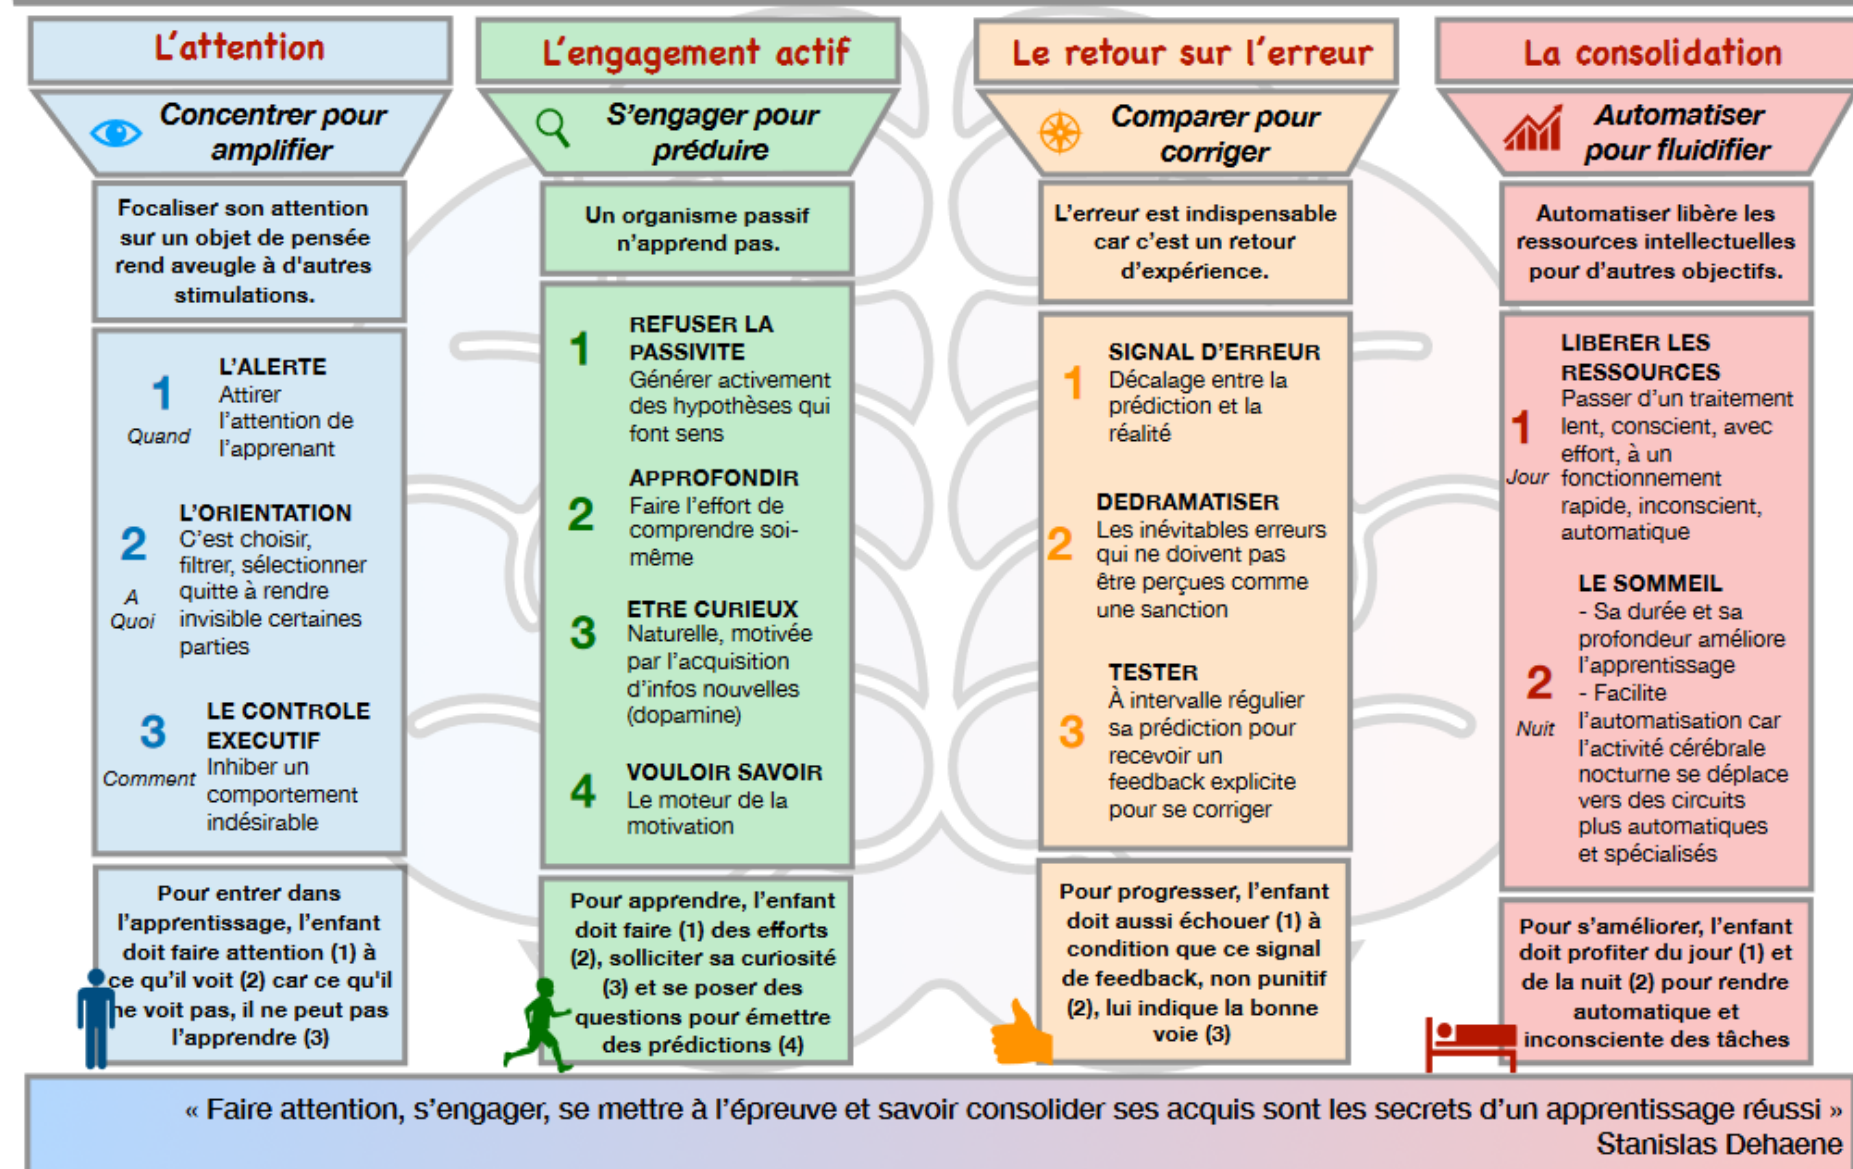 L'attention
Concentrer pour
amplifier
Focaliser son attention
sur un objet de pensée
rend aveugle à d'autres
stimulations.
1
Quand
L'ALERTE
Attirer
l'attention de
l'apprenant
2
A
Quoi
L'ORIENTATION
C'est choisir,
filtrer, sélectionner
quitte à rendre
invisible certaines
parties
3
Comment
LE CONTROLE
EXECUTIF
Inhiber un
comportement
indésirable
Pour entrer dans
l'apprentissage, l'enfant
doit faire attention (1) à
ce qu'il voit (2) car ce qu'il
ne voit pas, il ne peut pas
l'apprendre (3)
L'engagement actif
S'engager pour
préduire
Un organisme passif
n'apprend pas.
1
REFUSER LA
PASSIVITE
Générer activement
des hypothèses qui
font sens
2
APPROFONDIR
Faire l'effort de
comprendre soi-
même
3
ETRE CURIEUX
Naturelle, motivée
par l'acquisition
d'infos nouvelles
(dopamine)
4
VOULOIR SAVOIR
Le moteur de la
motivation
Pour apprendre, l'enfant
doit faire (1) des efforts
(2), solliciter sa curiosité
(3) et se poser des
questions pour émettre
des prédictions (4)
Le retour sur l'erreur
Comparer pour
corriger
L'erreur est indispensable
car c'est un retour
d'expérience.
1
SIGNAL D'ERREUR
Décalage entre la
prédiction et la
réalité
2
DEDRAMATISER
Les inévitables erreurs
qui ne doivent pas
être perçues comme
une sanction
3
TESTER
À intervalle régulier
sa prédiction pour
recevoir un
feedback explicite
pour se corriger
Pour progresser, l'enfant
doit aussi échouer (1) à
condition que ce signal
de feedback, non punitif
(2), lui indique la bonne
voie (3)
La consolidation
Automatiser
pour fluidifier
Automatiser libère les
ressources intellectuelles
pour d'autres objectifs.
1
Jour
LIBERER LES
RESSOURCES
Passer d'un traitement
lent, conscient, avec
effort, à un
fonctionnement
rapide, inconscient,
automatique
2
Nuit
LE SOMMEIL
- Sa durée et sa
profondeur améliore
l'apprentissage
- Facilite
l'automatisation car
l'activité cérébrale
nocturne se déplace
vers des circuits
plus automatiques
et spécialisés
Pour s'améliorer, l'enfant
doit profiter du jour (1) et
de la nuit (2) pour rendre
automatique et
inconsciente des tâches
« Faire attention, s'engager, se mettre à l'épreuve et savoir consolider ses acquis sont les secrets d'un apprentissage réussi »
Stanislas Dehaene